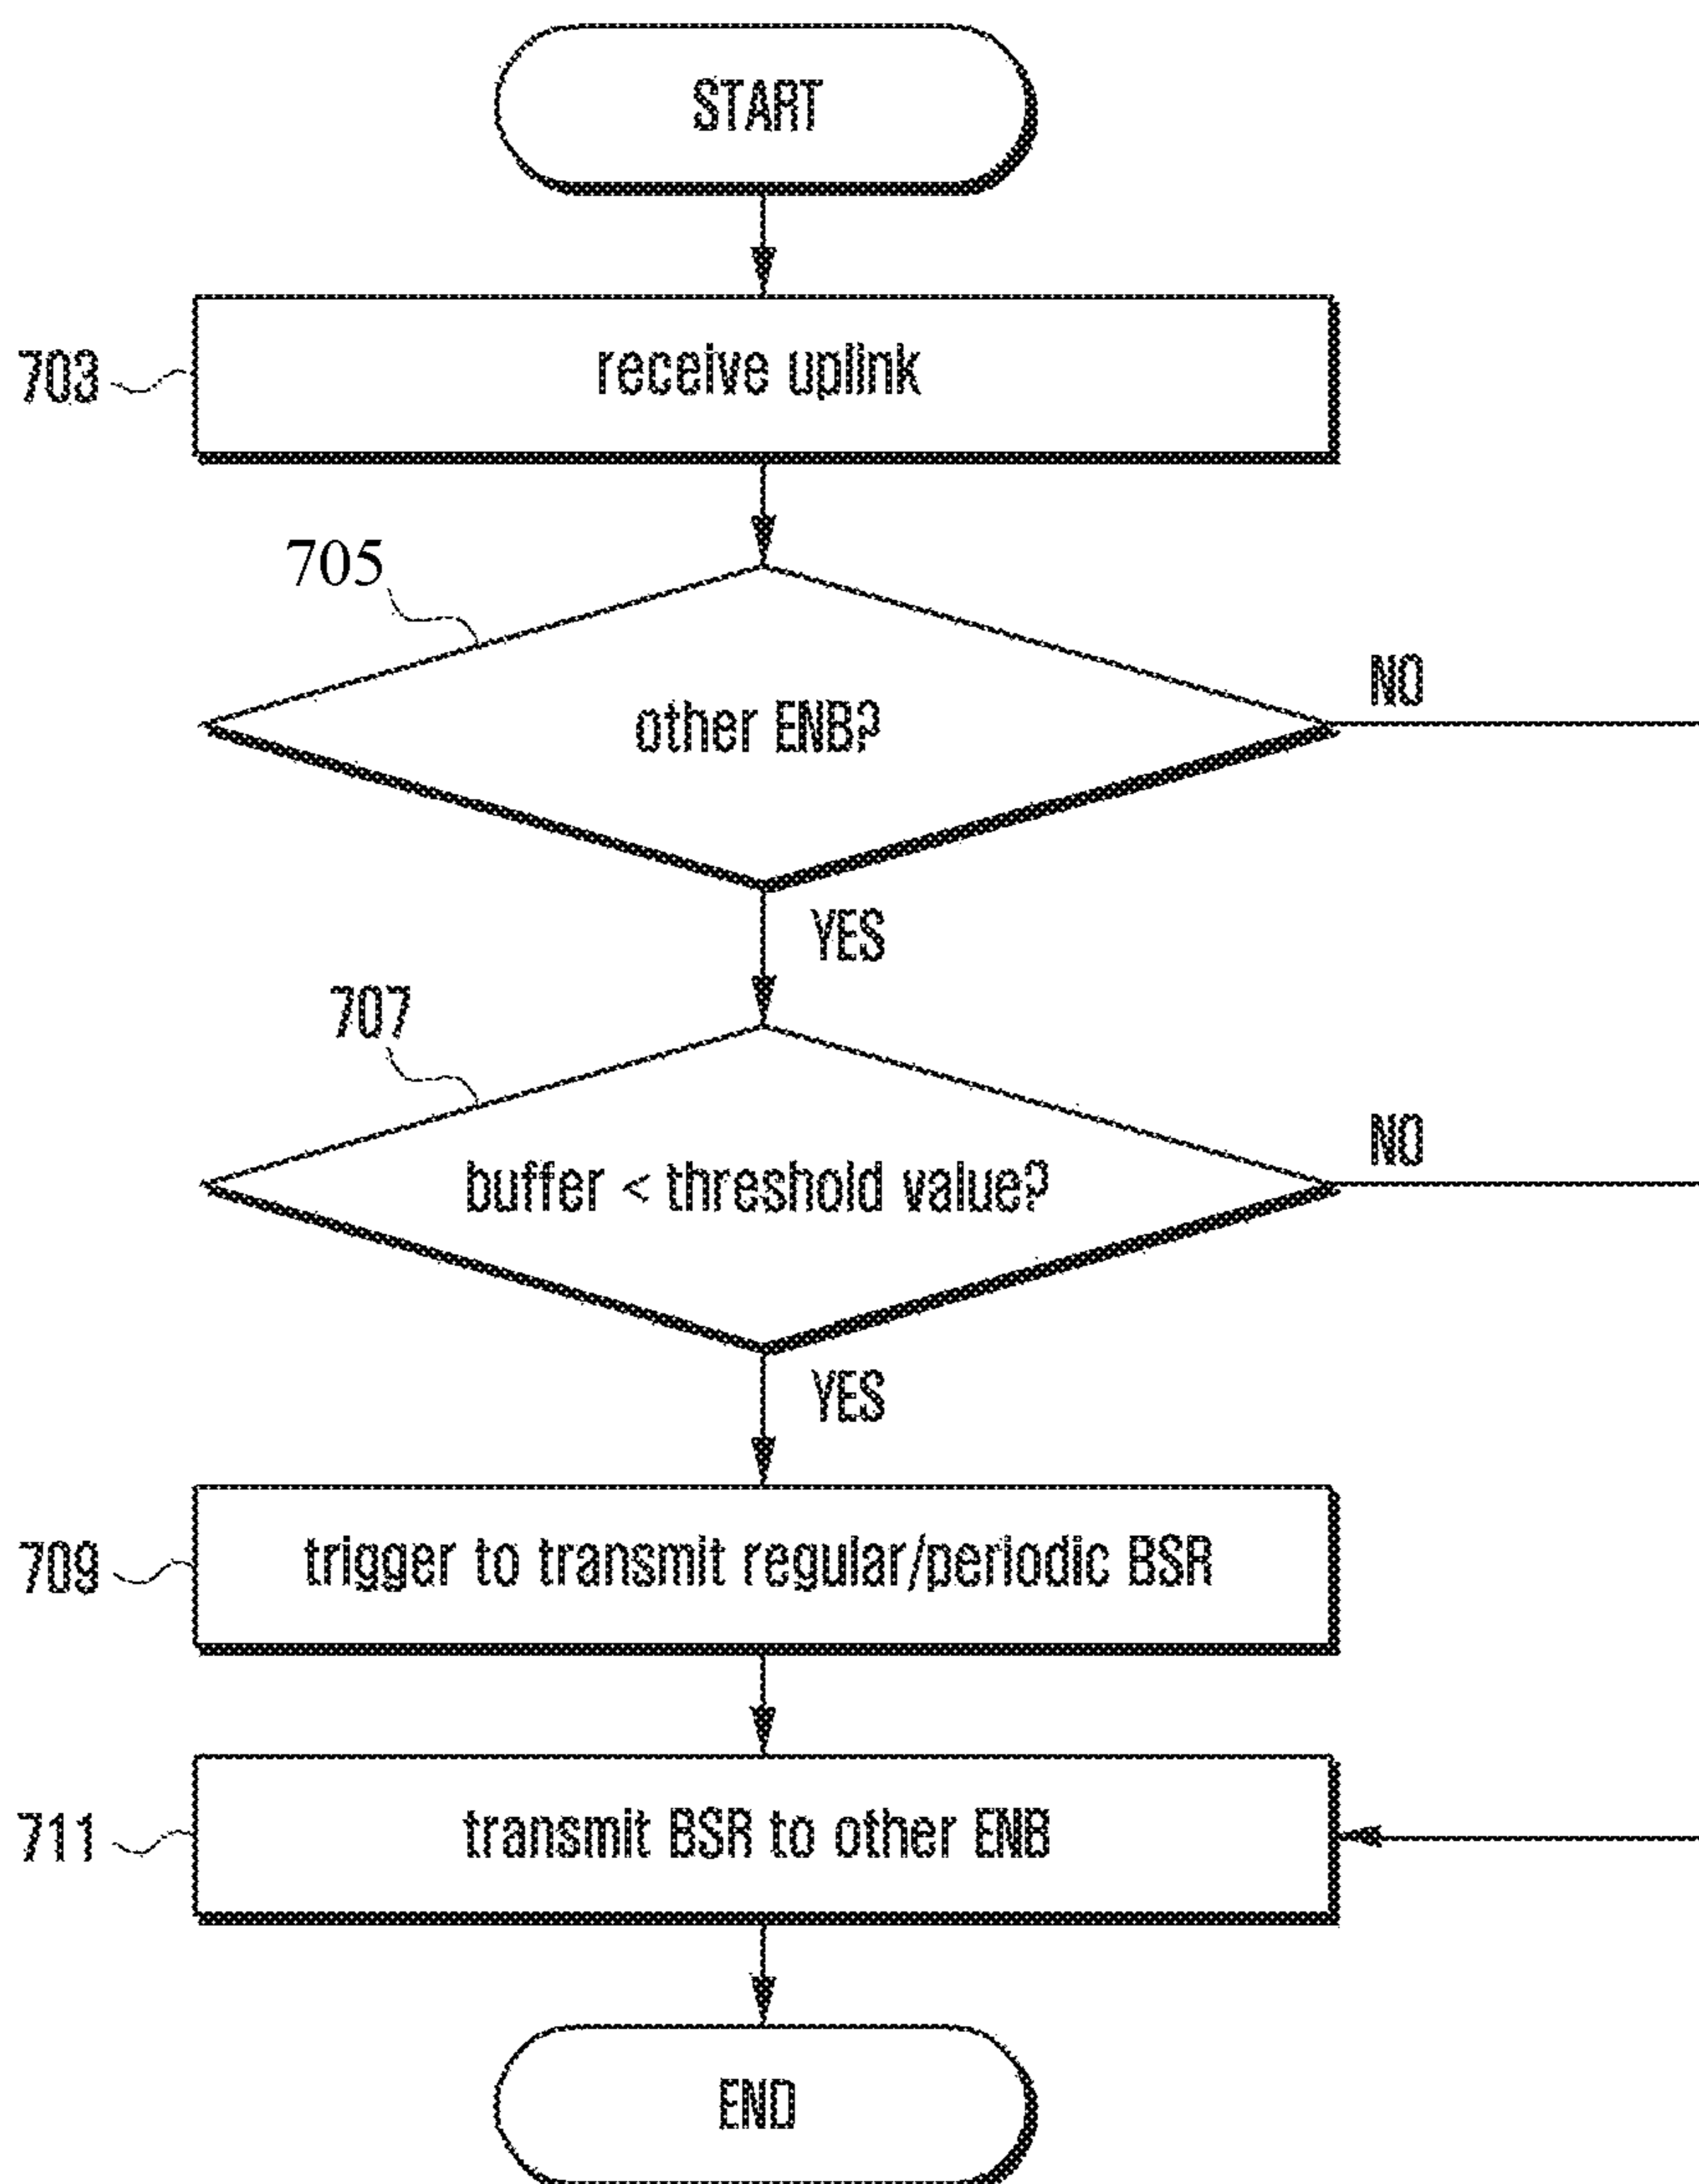 START
703
receive uplink
705
other ENB?
NO
YES
707
buffer < threshold value?
NO
YES
709
trigger to transmit regular/periodic BSR
711
transmit BSR to other ENB
END